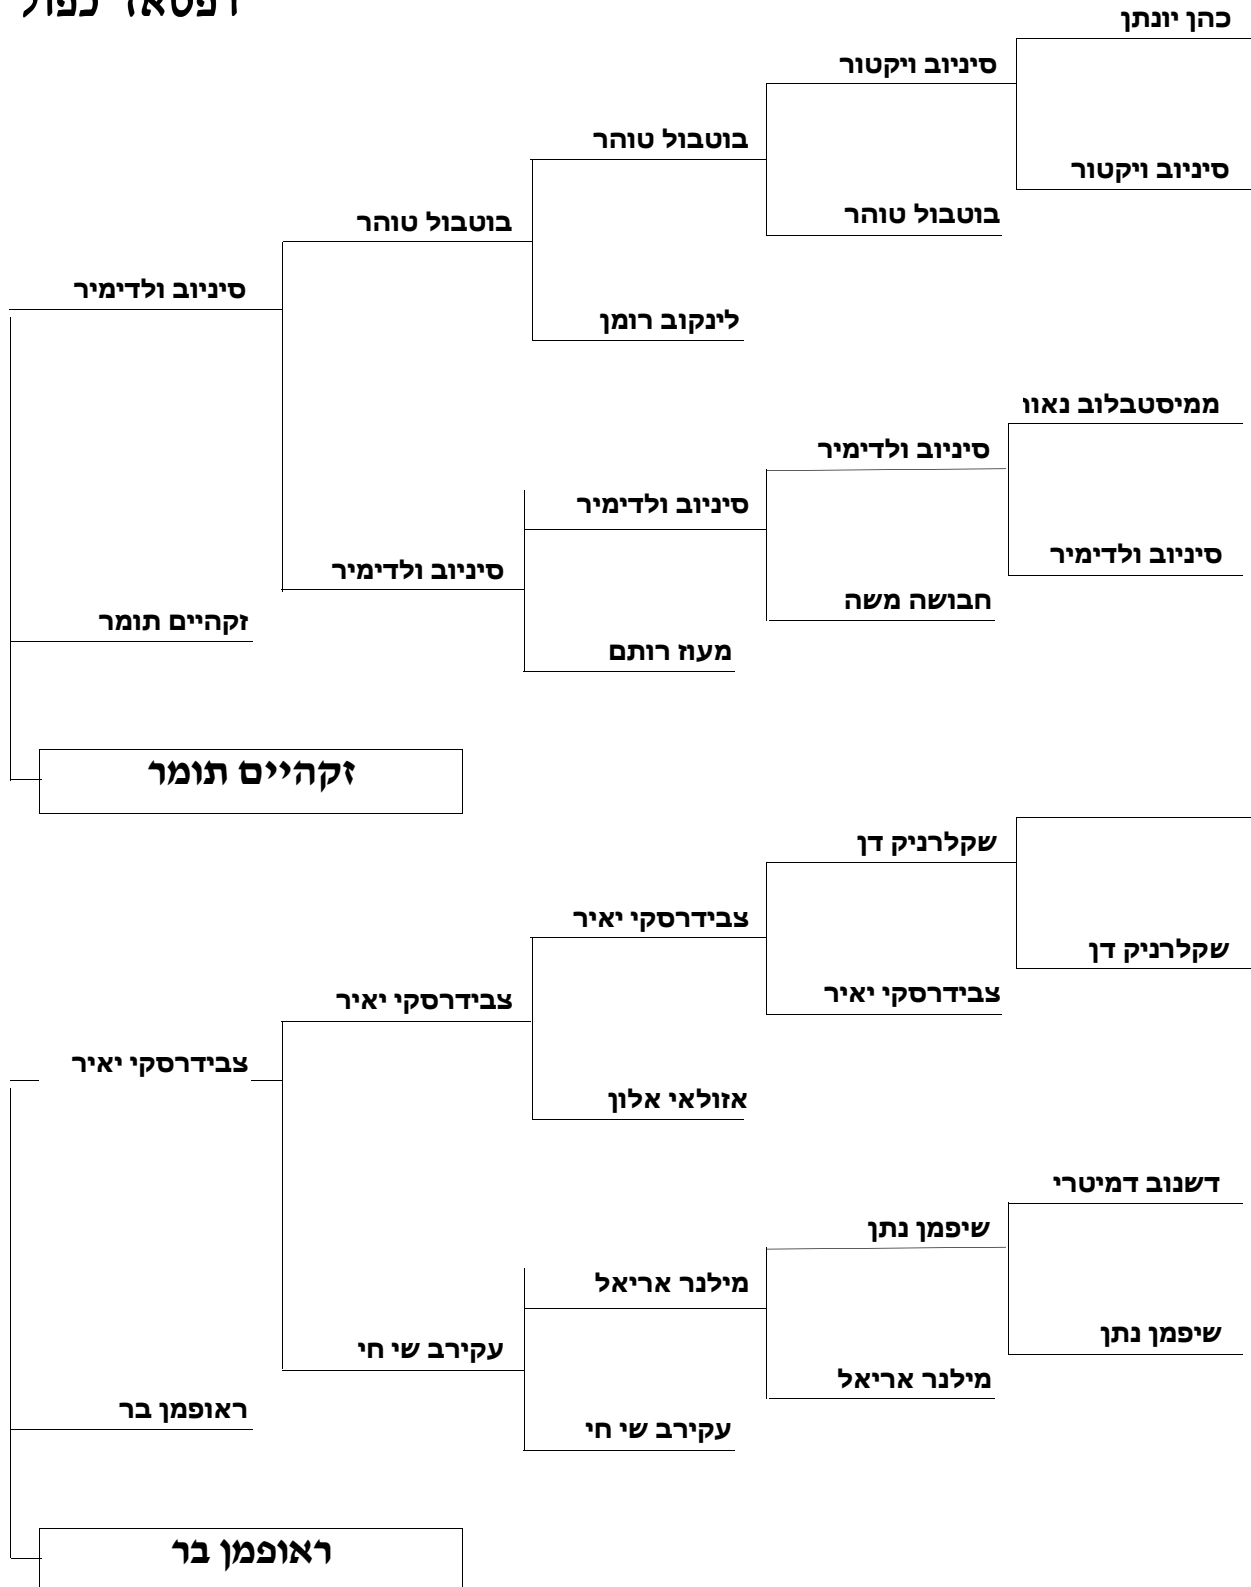 כפול
כהן יונתן
סיניוב ויקטור
בוטבול טוהר
סיניוב ויקטור
בוטבול טוהר
בוטבול טוהר
סיניוב ולדימיר
לינקוב רומן
ממיסטבלוב נאור
סיניוב ולדימיר
סיניוב ולדימיר
סיניוב ולדימיר
סיניוב ולדימיר
חבושה משה
זקהיים תומר
מעוז רותם
זקהיים תומר
שקלרניק דן
צבידרסקי יאיר
שקלרניק דן
צבידרסקי יאיר
צבידרסקי יאיר
צבידרסקי יאיר
אזולאי אלון
דשנוב דמיטרי
שיפמן נתן
מילנר אריאל
שיפמן נתן
עקירב שי חי
מילנר אריאל
ראופמן בר
עקירב שי חי
ראופמן בר